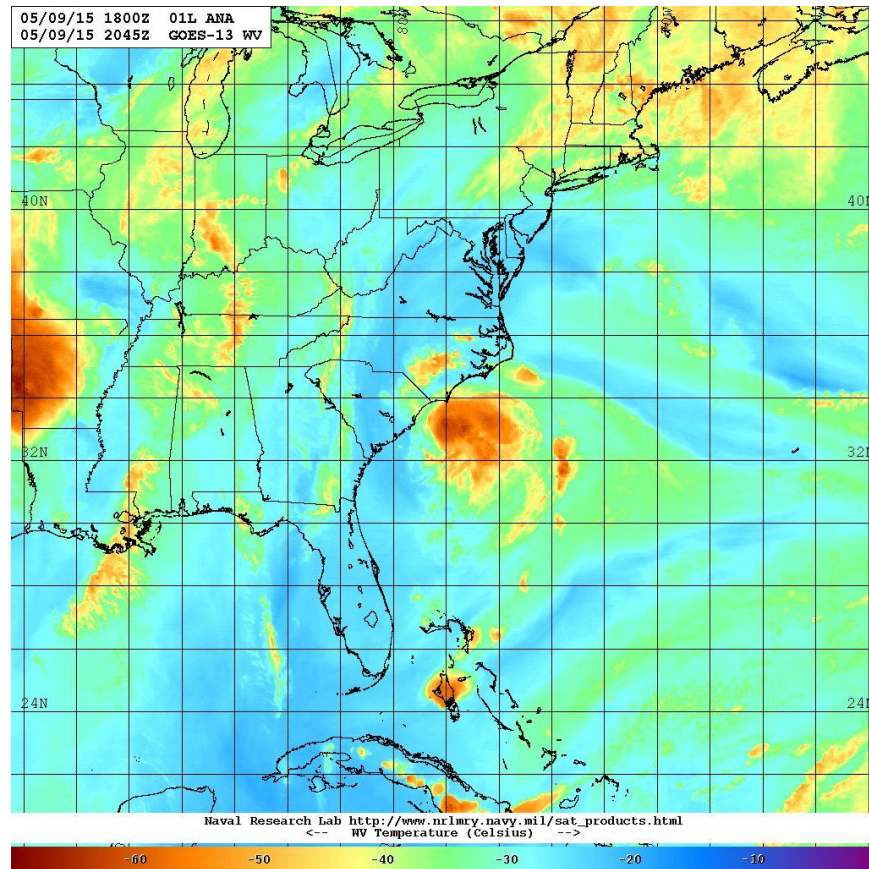 05/09/15 1800Z 01L ANA
05/09/15 2045Z GOES-13 WV
80W
70W
40N
40N
32N
32N
24N
24N
Naval Research Lab http://www.nrlmry.navy.mil/sat_products.html
<-- WV Temperature (Celsius) -->
-60 -50 -40 -30 -20 -10